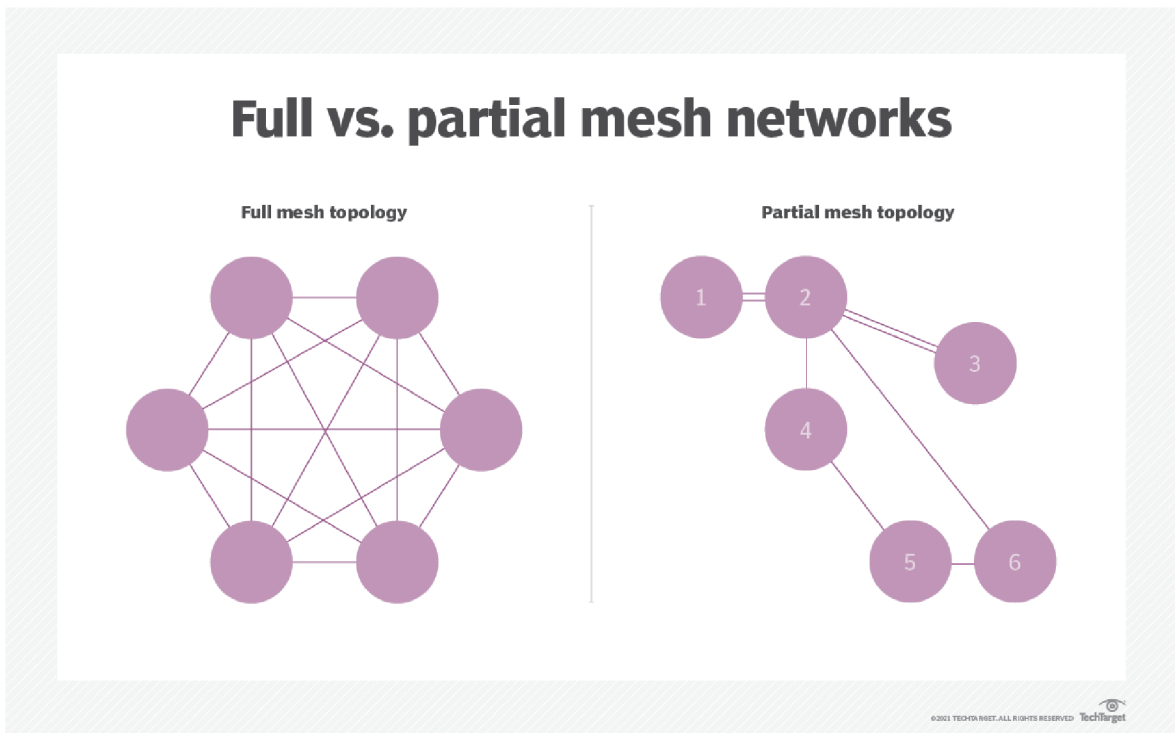 Full vs. partial mesh networks
Full mesh topology
Partial mesh topology
1
2
3
4
5
6
©2021 TECHTARGET. ALL RIGHTS RESERVED TechTarget